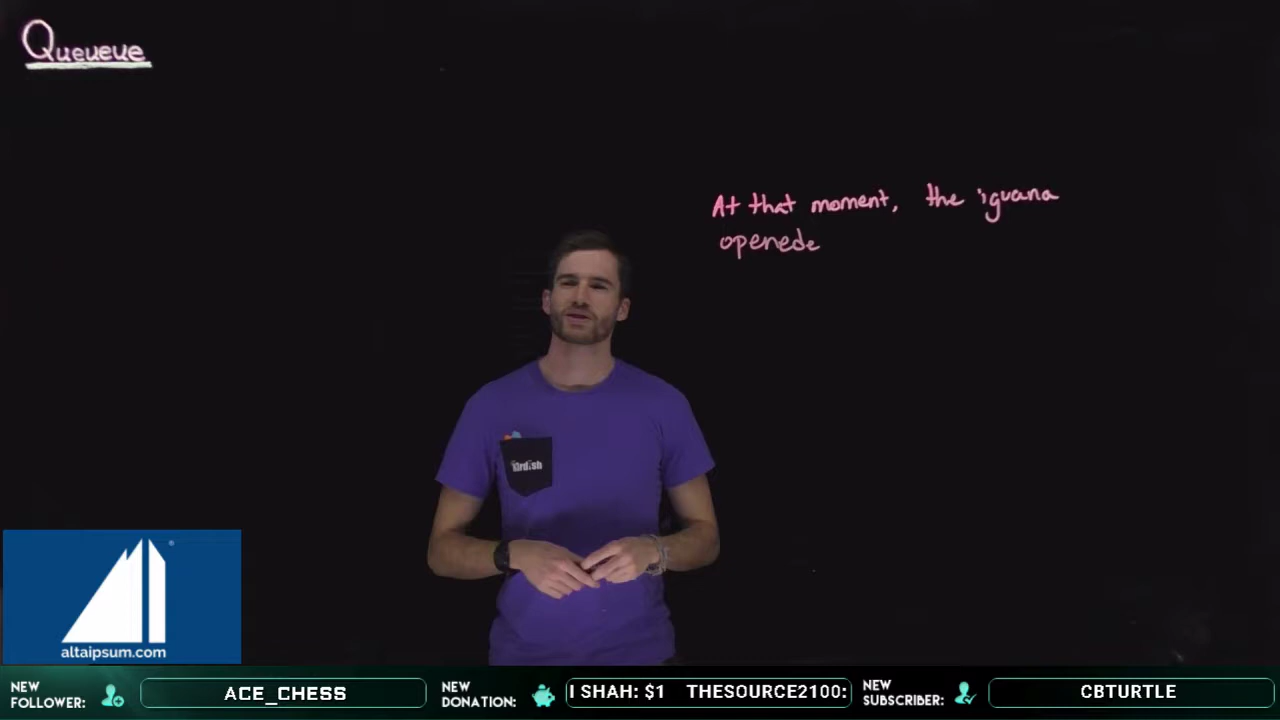 Queueue
At that moment, the iguana
openede
nerdish
altaipsum.com
NEW FOLLOWER:
ACE_CHESS
NEW DONATION:
I SHAH: $1 THESOURCE2100:
NEW SUBSCRIBER:
CBTURTLE